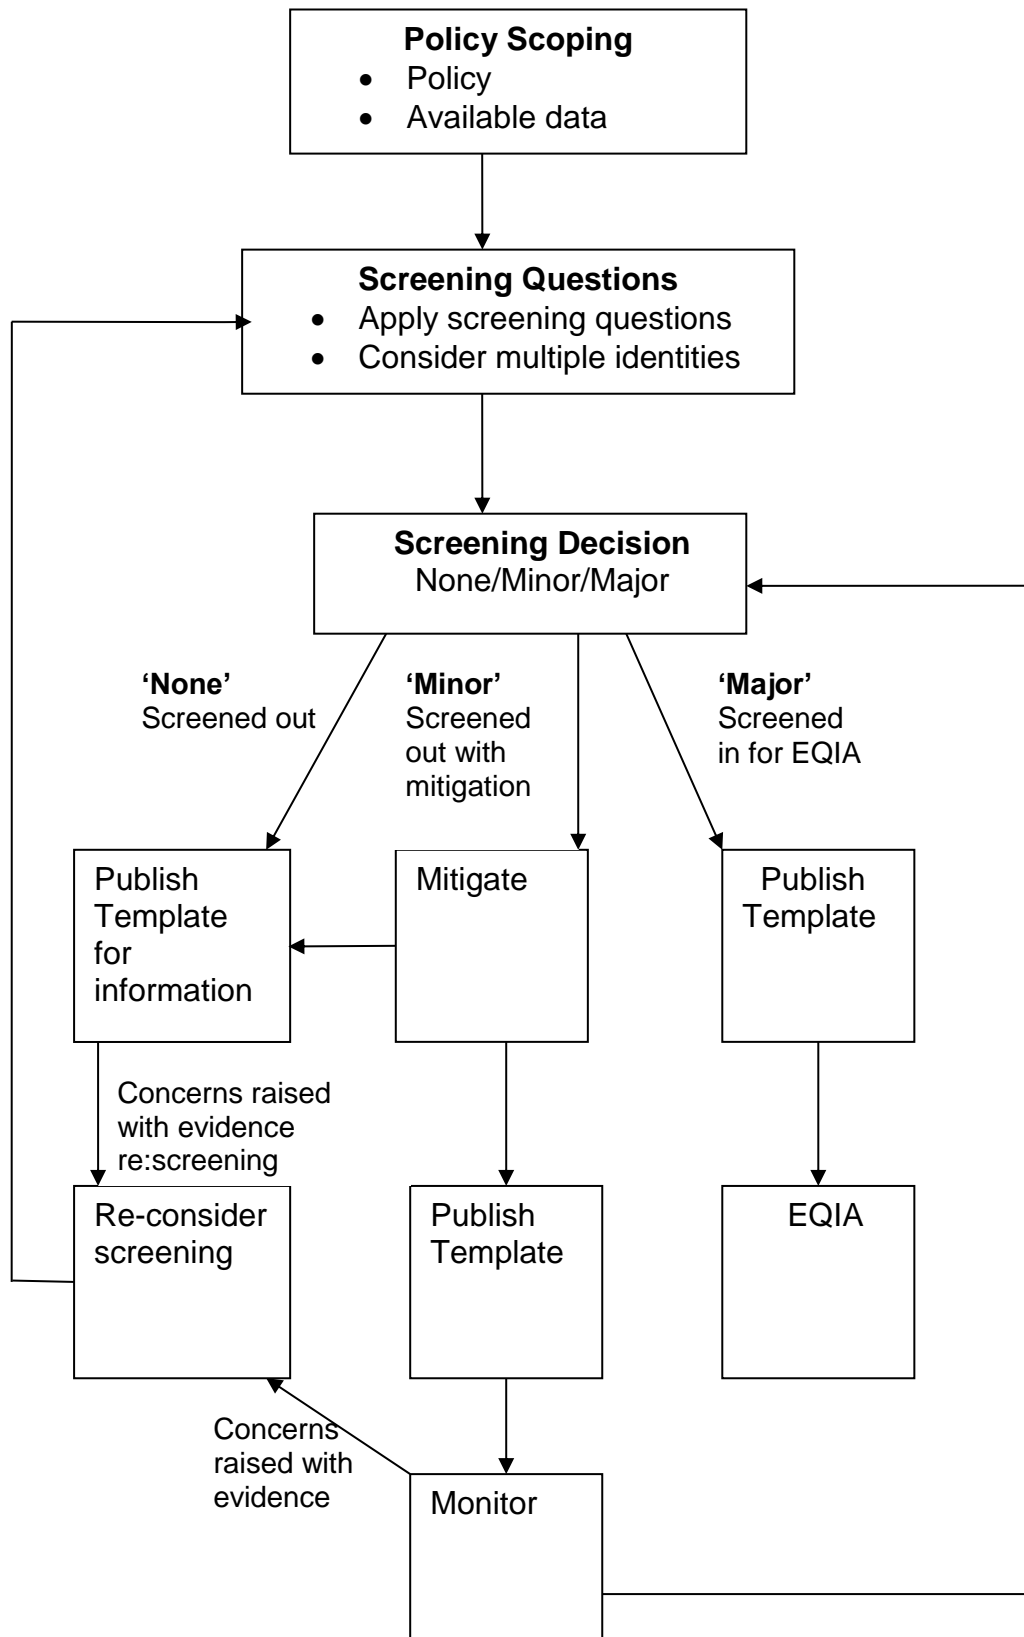 Policy Scoping
• Policy
• Available data
Screening Questions
• Apply screening questions
• Consider multiple identities
Screening Decision
None/Minor/Major
‘None’
Screened out
‘Minor’
Screened
out with
mitigation
‘Major’
Screened
in for EQIA
Publish
Template
for
information
Mitigate
Publish
Template
Concerns raised
with evidence
re:screening
Re-consider
screening
Publish
Template
EQIA
Concerns
raised with
evidence
Monitor